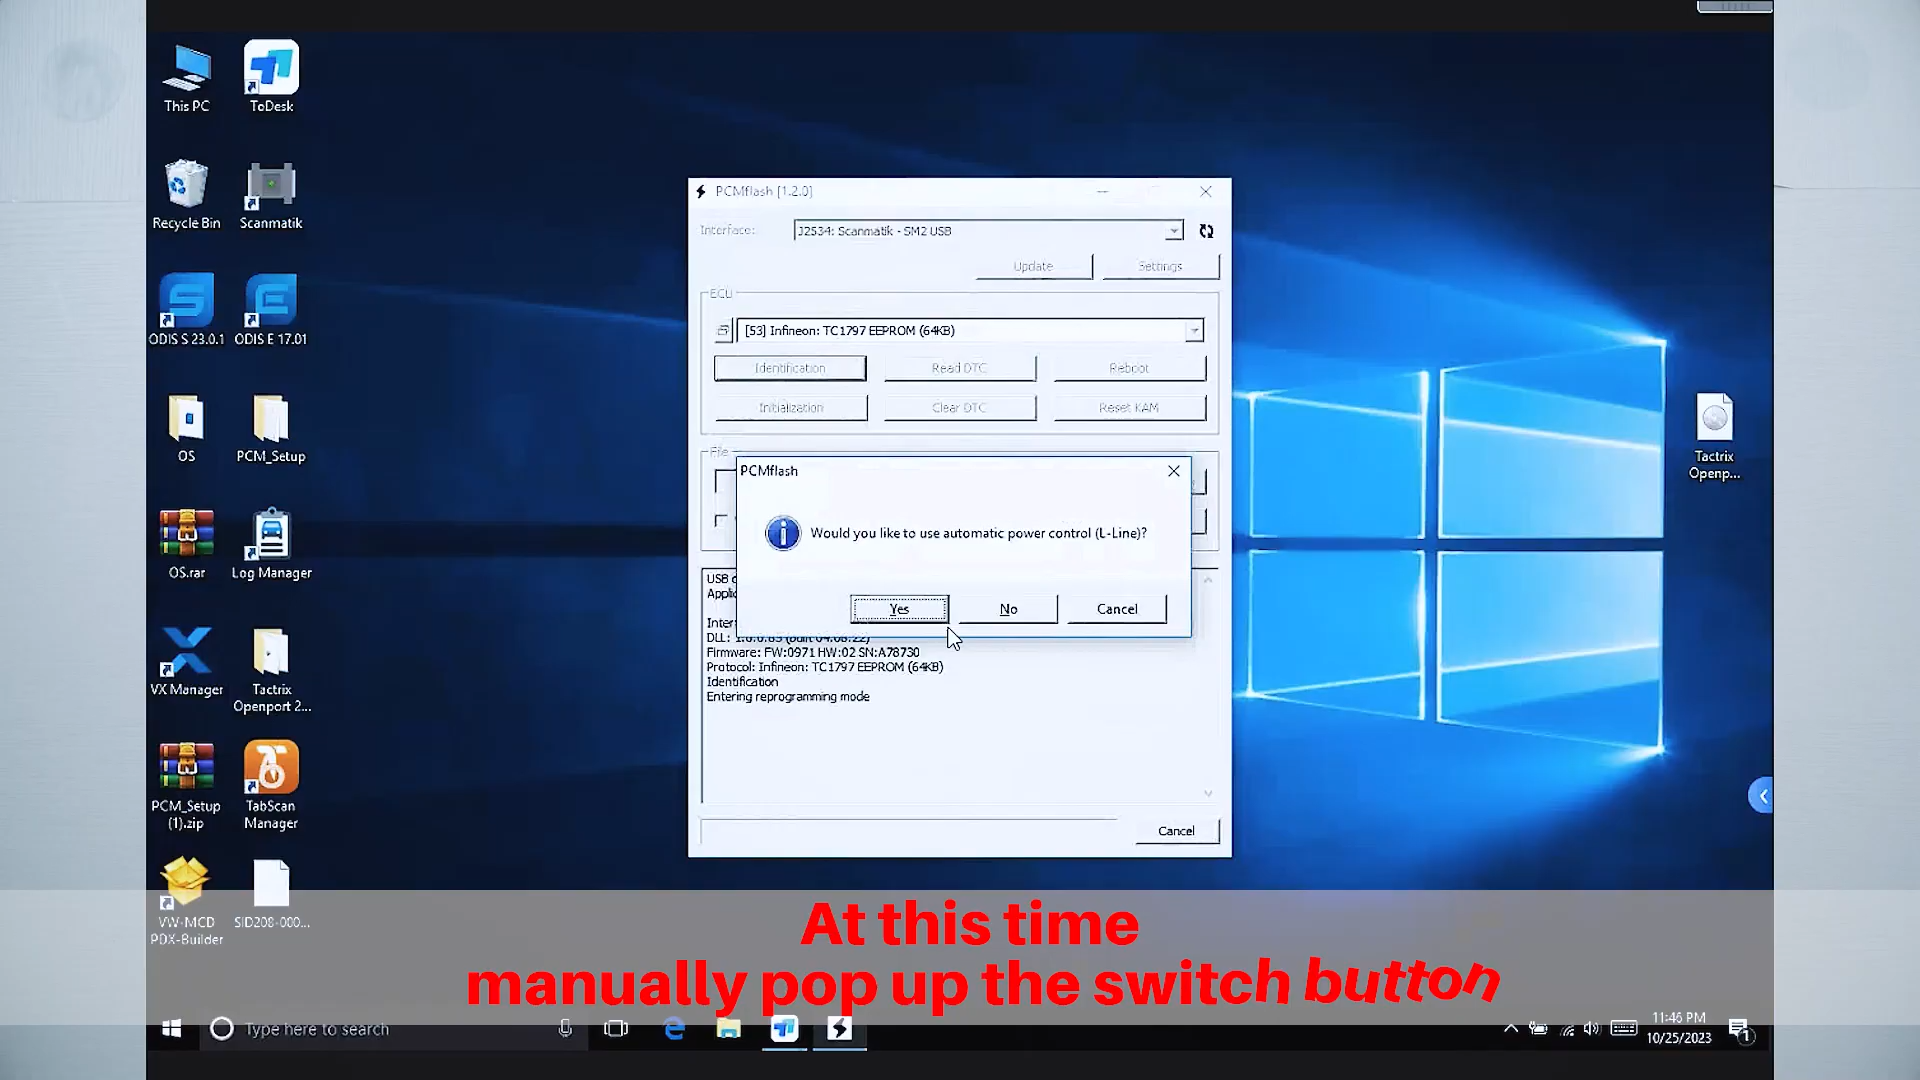 This PC
ToDesk
Recycle Bin
Scanmatik
ODIS S 23.0.1
ODIS E 17.01
OS
PCM_Setup
OS.rar
Log Manager
VX Manager
Tactrix
Openport 2...
PCM_Setup
(1).zip
TabScan
Manager
VW-MCD
PDX-Builder
SID208-000...
Tactrix
Openp...
PCMflash [1.2.0]
Interface:
J2534: Scanmatik - SM2 USB
Update
Settings
ECU
[53] Infineon: TC1797 EEPROM (64KB)
Identification
Read DTC
Reboot
Initialization
Clear DTC
Reset KAM
File
PCMflash
Would you like to use automatic power control (L-Line)?
Yes
No
Cancel
USB
Firmware: FW:0971 HW:02 SN:A78730
Protocol: Infineon: TC1797 EEPROM (64KB)
Identification
Entering reprogramming mode
Cancel
At this time
manually pop up the switch button
Type here to search
11:46 PM
10/25/2023
1